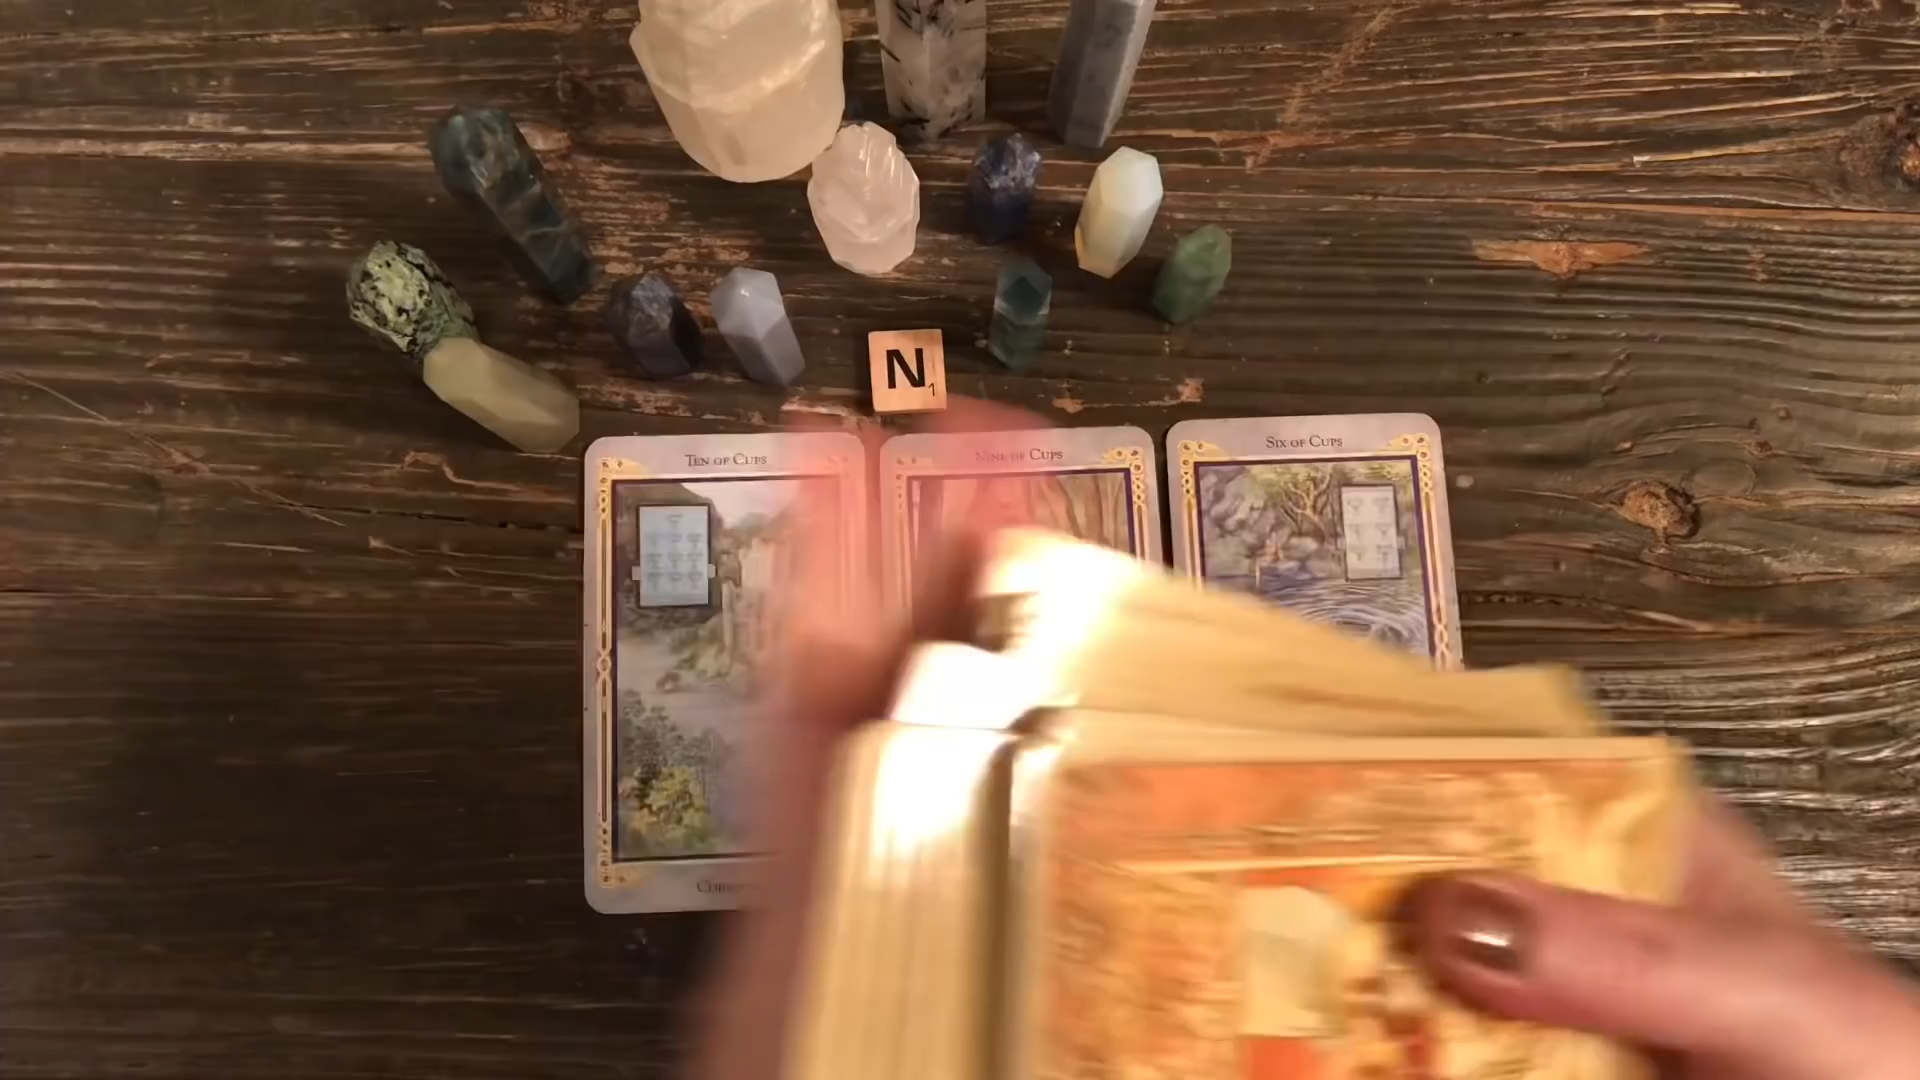 N
1
TEN OF CUPS
NINE OF CUPS
SIX OF CUPS